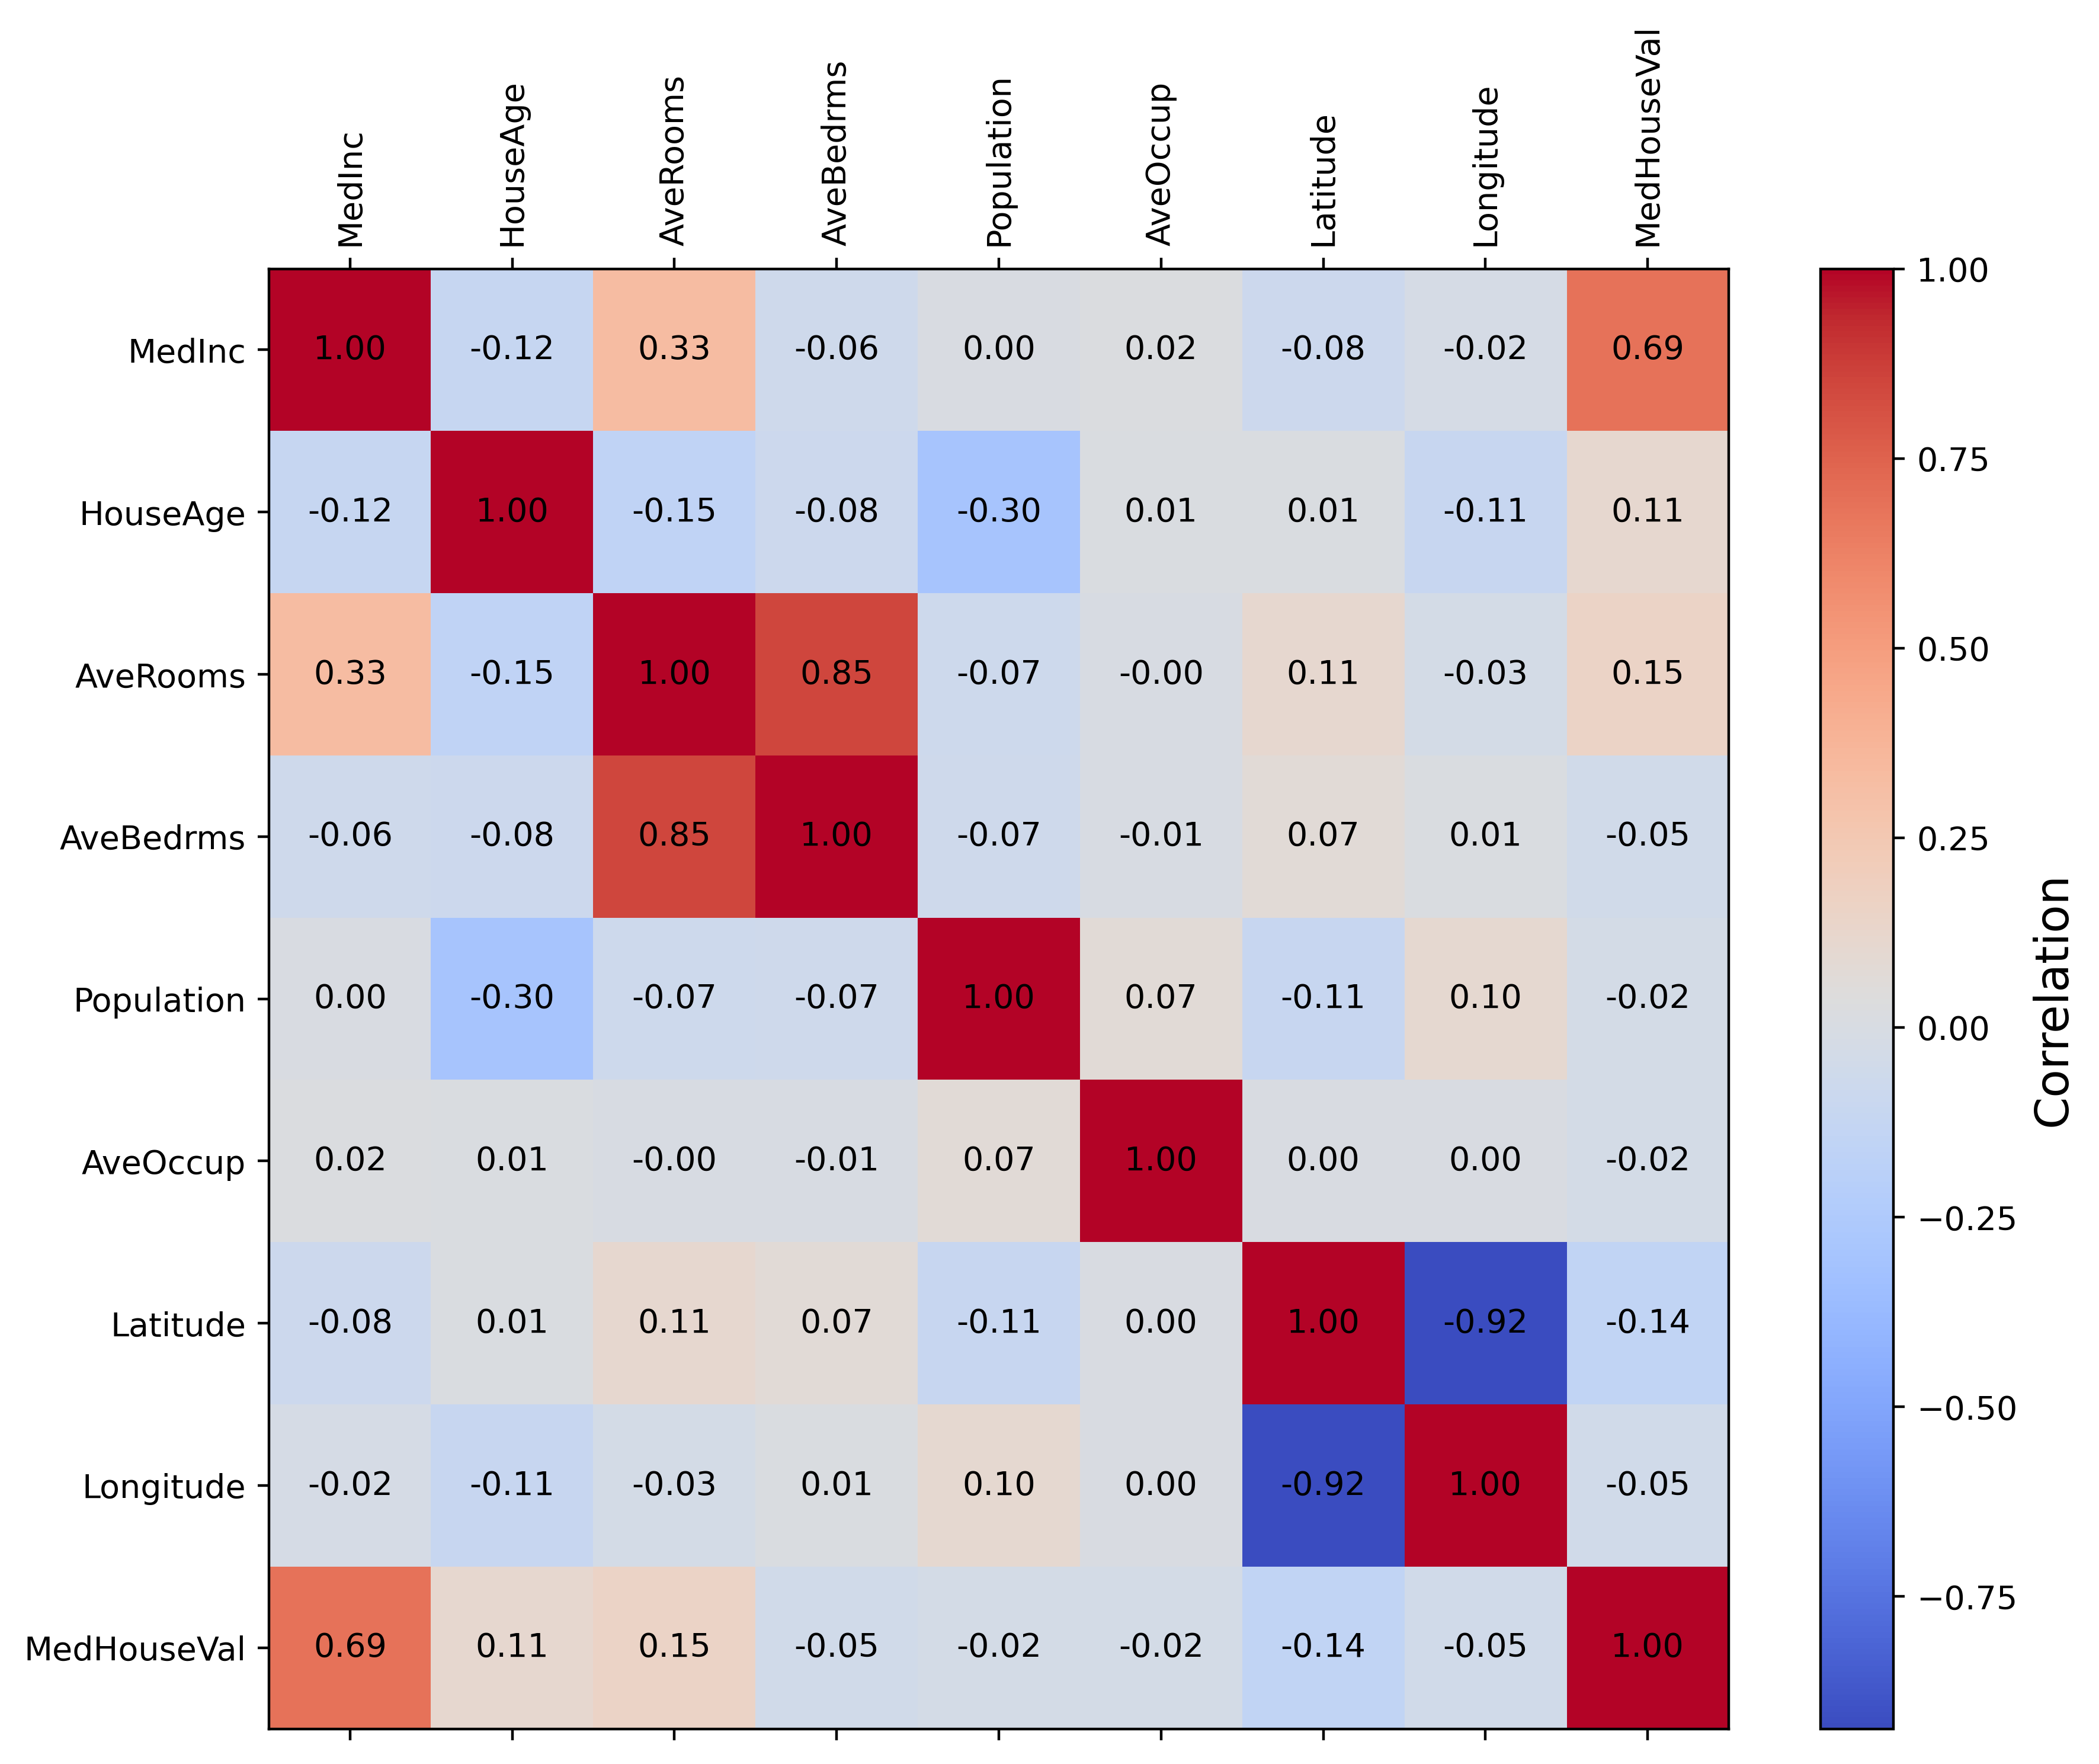 MedInc HouseAge AveRooms AveBedrms Population AveOccup Latitude Longitude MedHouseVal
MedInc 1.00 -0.12 0.33 -0.06 0.00 0.02 -0.08 -0.02 0.69
HouseAge -0.12 1.00 -0.15 -0.08 -0.30 0.01 0.01 -0.11 0.11
AveRooms 0.33 -0.15 1.00 0.85 -0.07 -0.00 0.11 -0.03 0.15
AveBedrms -0.06 -0.08 0.85 1.00 -0.07 -0.01 0.07 0.01 -0.05
Population 0.00 -0.30 -0.07 -0.07 1.00 0.07 -0.11 0.10 -0.02
AveOccup 0.02 0.01 -0.00 -0.01 0.07 1.00 0.00 0.00 -0.02
Latitude -0.08 0.01 0.11 0.07 -0.11 0.00 1.00 -0.92 -0.14
Longitude -0.02 -0.11 -0.03 0.01 0.10 0.00 -0.92 1.00 -0.05
MedHouseVal 0.69 0.11 0.15 -0.05 -0.02 -0.02 -0.14 -0.05 1.00
1.00
0.75
0.50
0.25
0.00
−0.25
−0.50
−0.75
Correlation